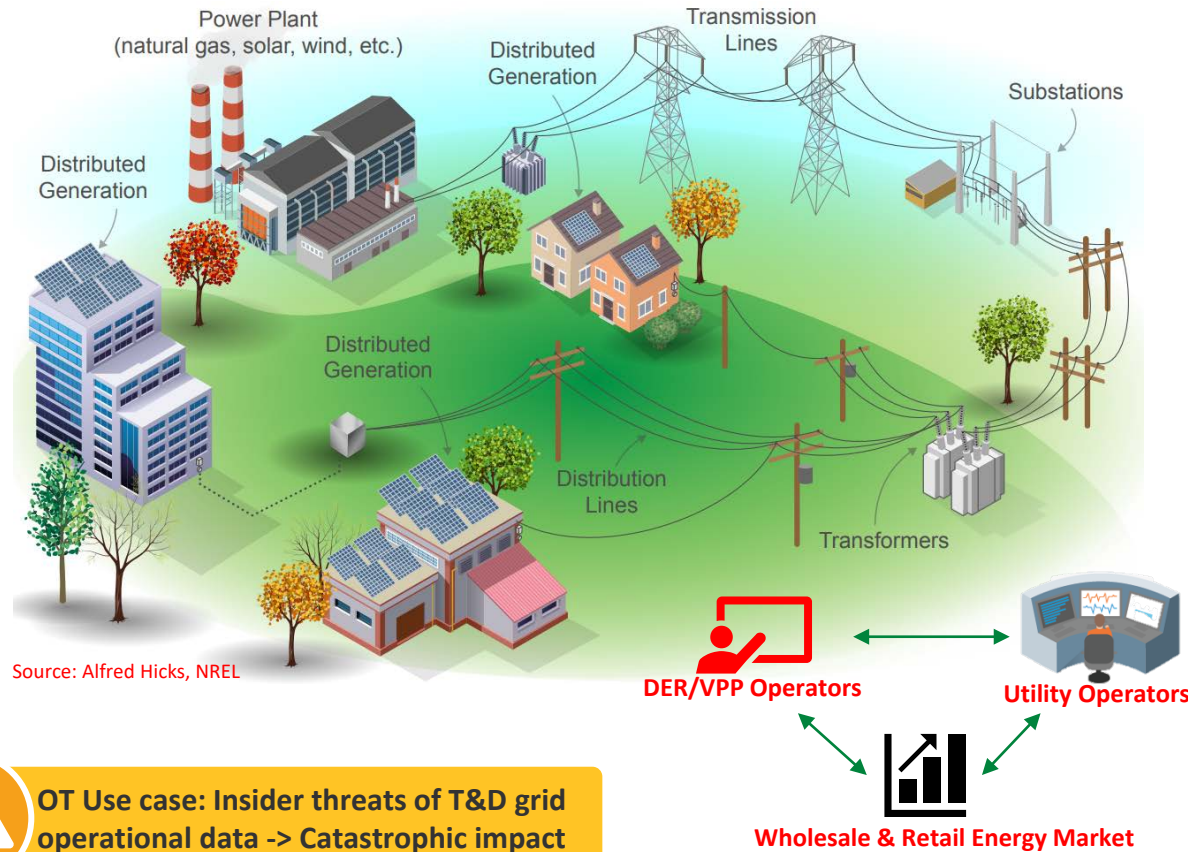 Power Plant
(natural gas, solar, wind, etc.)
Transmission
Lines
Distributed
Generation
Substations
Distributed
Generation
Distributed
Generation
Distribution
Lines
Transformers
Source: Alfred Hicks, NREL
DER/VPP Operators
Utility Operators
OT Use case: Insider threats of T&D grid
operational data -> Catastrophic impact
Wholesale & Retail Energy Market